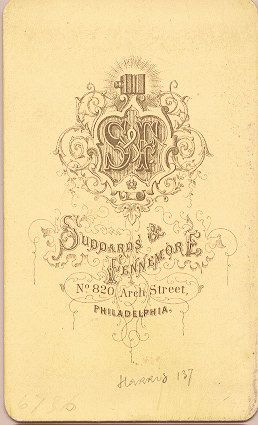 S&F
SUDDARDS &
FENNEMORE
No 820 Arch Street
PHILADELPHIA.
HARRIS 137